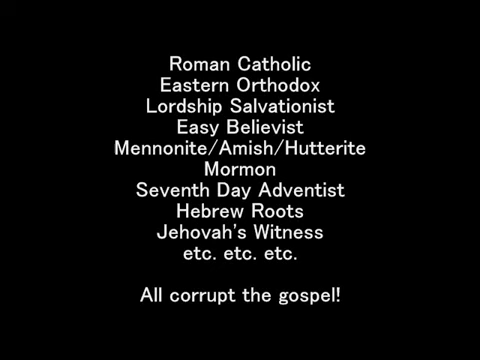 Roman Catholic
Eastern Orthodox
Lordship Salvationist
Easy Believist
Mennonite/Amish/Hutterite
Mormon
Seventh Day Adventist
Hebrew Roots
Jehovah's Witness
etc. etc. etc.
All corrupt the gospel!